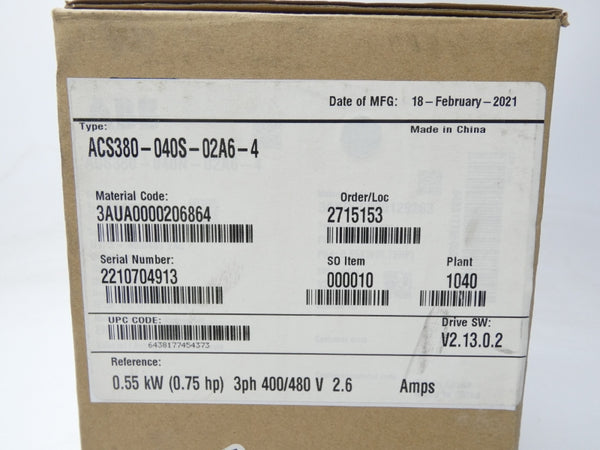 Date of MFG: 18-February-2021
Type:
Made in China
ACS380-040S-02A6-4
Material Code:
3AUA0000206864
Order/Loc
2715153
Serial Number:
2210704913
SO Item
000010
Plant
1040
UPC CODE:
6438177454373
Drive SW:
V2.13.0.2
Reference:
0.55 kW (0.75 hp) 3ph 400/480 V 2.6 Amps